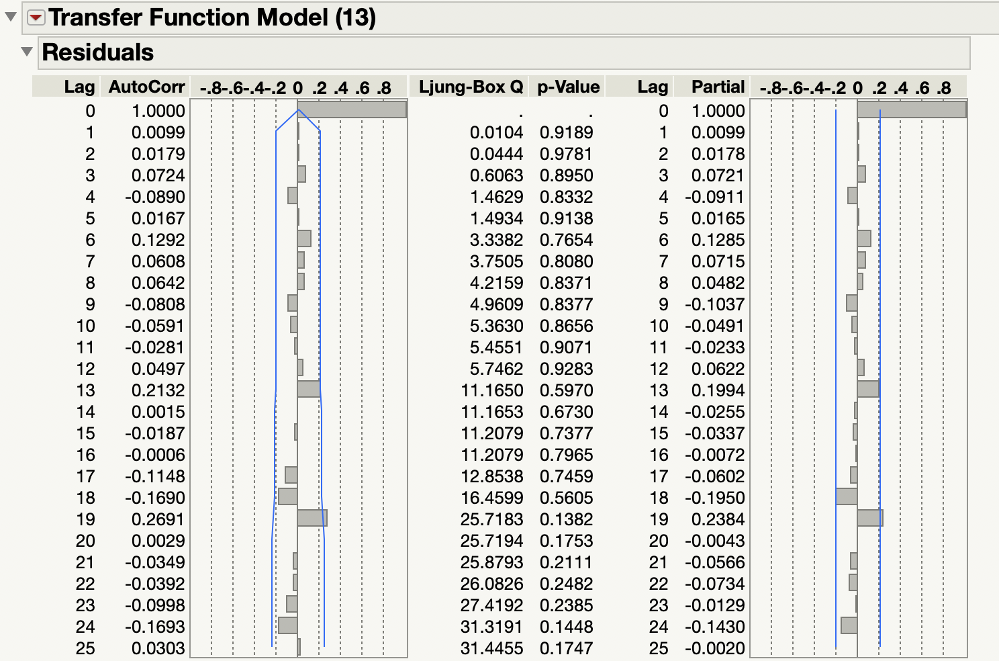 Transfer Function Model (13)
Residuals
Lag AutoCorr -.8-.6-.4-.2 0 .2 .4 .6 .8 Ljung-Box Q p-Value Lag Partial -.8-.6-.4-.2 0 .2 .4 .6 .8
0 1.0000 . . 0 1.0000
1 0.0099 0.0104 0.9189 1 0.0099
2 0.0179 0.0444 0.9781 2 0.0178
3 0.0724 0.6063 0.8950 3 0.0721
4 -0.0890 1.4629 0.8332 4 -0.0911
5 0.0167 1.4934 0.9138 5 0.0165
6 0.1292 3.3382 0.7654 6 0.1285
7 0.0608 3.7505 0.8080 7 0.0715
8 0.0642 4.2159 0.8371 8 0.0482
9 -0.0808 4.9609 0.8377 9 -0.1037
10 -0.0591 5.3630 0.8656 10 -0.0491
11 -0.0281 5.4551 0.9071 11 -0.0233
12 0.0497 5.7462 0.9283 12 0.0622
13 0.2132 11.1650 0.5970 13 0.1994
14 0.0015 11.1653 0.6730 14 -0.0255
15 -0.0187 11.2079 0.7377 15 -0.0337
16 -0.0006 11.2079 0.7965 16 -0.0072
17 -0.1148 12.8538 0.7459 17 -0.0602
18 -0.1690 16.4599 0.5605 18 -0.1950
19 0.2691 25.7183 0.1382 19 0.2384
20 0.0029 25.7194 0.1753 20 -0.0043
21 -0.0349 25.8793 0.2111 21 -0.0566
22 -0.0392 26.0826 0.2482 22 -0.0734
23 -0.0998 27.4192 0.2385 23 -0.0129
24 -0.1693 31.3191 0.1448 24 -0.1430
25 0.0303 31.4455 0.1747 25 -0.0020